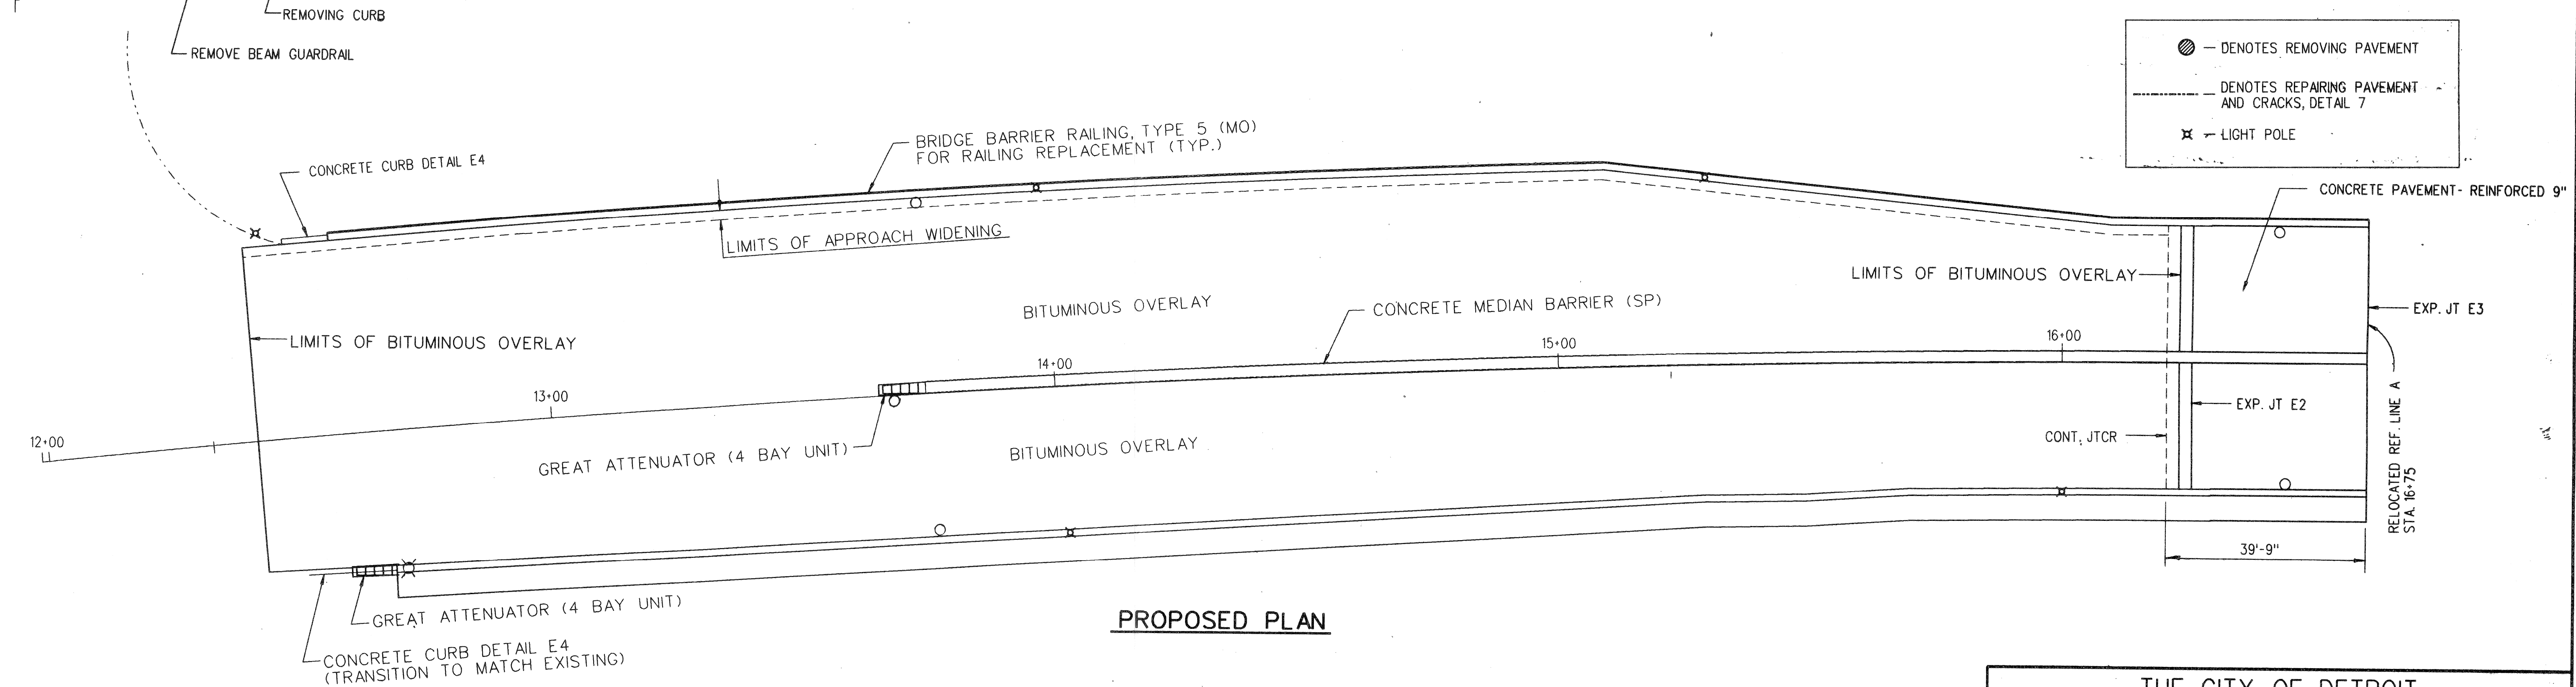 REMOVING CURB
REMOVE BEAM GUARDRAIL
— DENOTES REMOVING PAVEMENT
— DENOTES REPAIRING PAVEMENT
AND CRACKS, DETAIL 7
— LIGHT POLE
BRIDGE BARRIER RAILING, TYPE 5 (MO)
FOR RAILING REPLACEMENT (TYP.)
CONCRETE CURB DETAIL E4
CONCRETE PAVEMENT- REINFORCED 9"
LIMITS OF APPROACH WIDENING
LIMITS OF BITUMINOUS OVERLAY
BITUMINOUS OVERLAY
CONCRETE MEDIAN BARRIER (SP)
EXP. JT E3
LIMITS OF BITUMINOUS OVERLAY
12+00
13+00
14+00
15+00
16+00
EXP. JT E2
GREAT ATTENUATOR (4 BAY UNIT)
BITUMINOUS OVERLAY
CONT. JTCR
RELOCATED REF. LINE A
STA. 16+75
39'-9"
GREAT ATTENUATOR (4 BAY UNIT)
CONCRETE CURB DETAIL E4
(TRANSITION TO MATCH EXISTING)
PROPOSED PLAN
THE CITY OF DETROIT